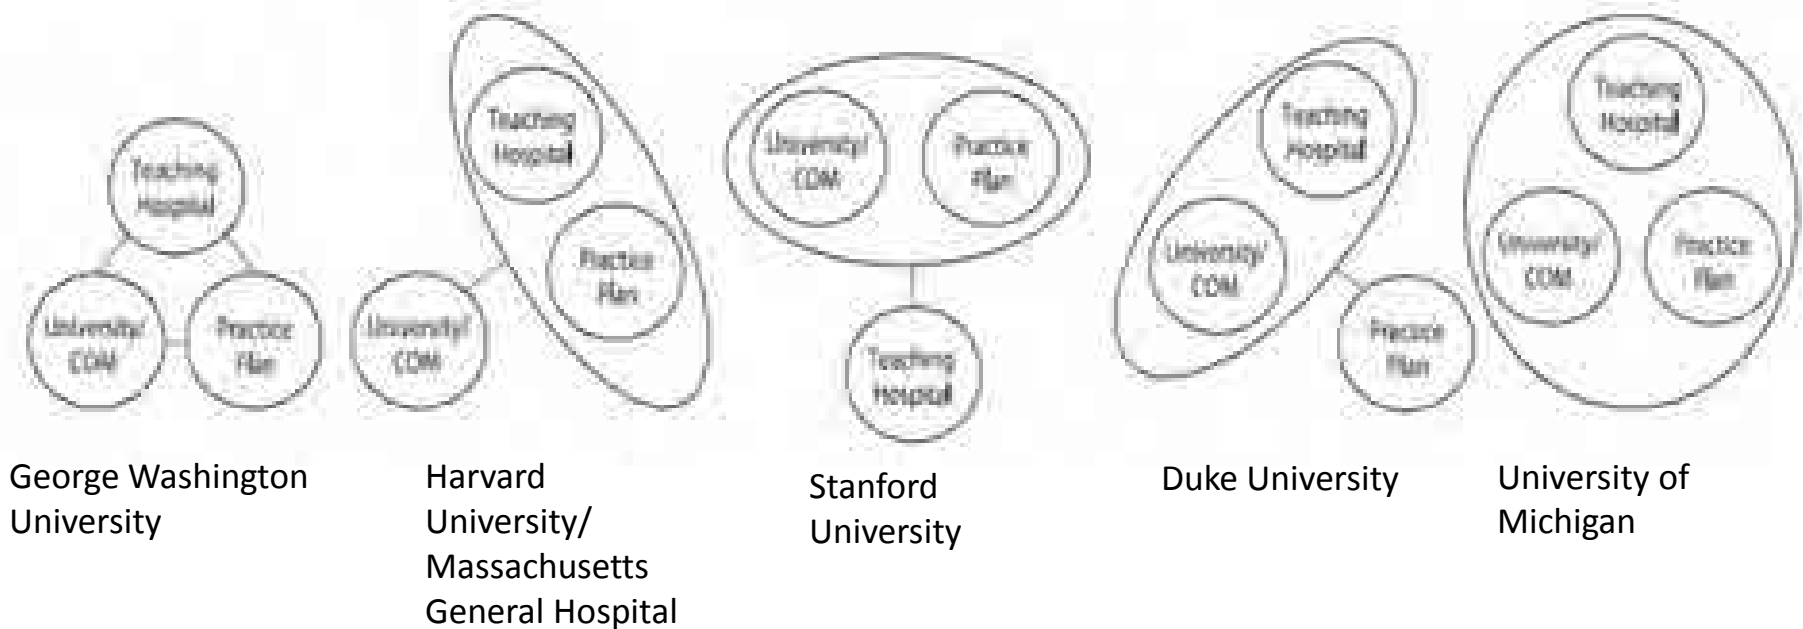 Teaching
Hospital
University/
COM
Practice
Plan
Teaching
Hospital
Practice
Plan
University/
COM
University/
COM
Practice
Plan
Teaching
Hospital
Teaching
Hospital
University/
COM
Practice
Plan
Teaching
Hospital
University/
COM
Practice
Plan
George Washington
University
Harvard
University/
Massachusetts
General Hospital
Stanford
University
Duke University
University of
Michigan